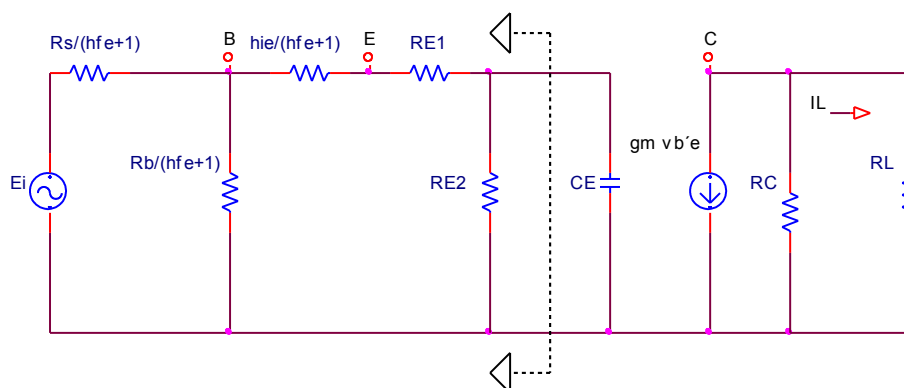 Rs/(hfe+1)
B
hie/(hfe+1)
E
RE1
C
IL
gm vb´e
Rb/(hfe+1)
Ei
RE2
CE
RC
RL